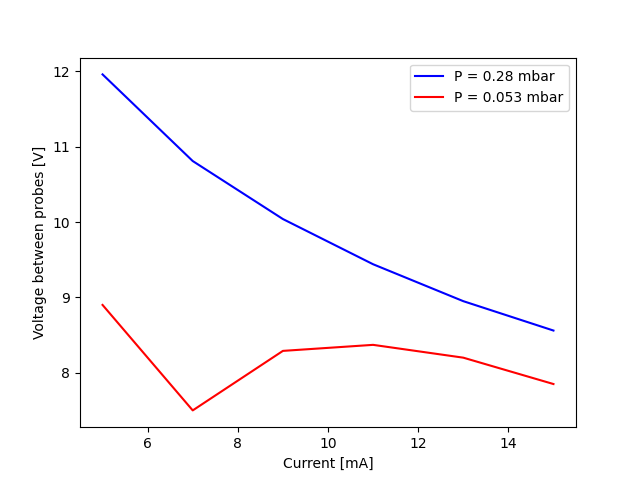 P = 0.28 mbar
P = 0.053 mbar
12
11
10
9
8
Voltage between probes [V]
6
8
10
12
14
Current [mA]